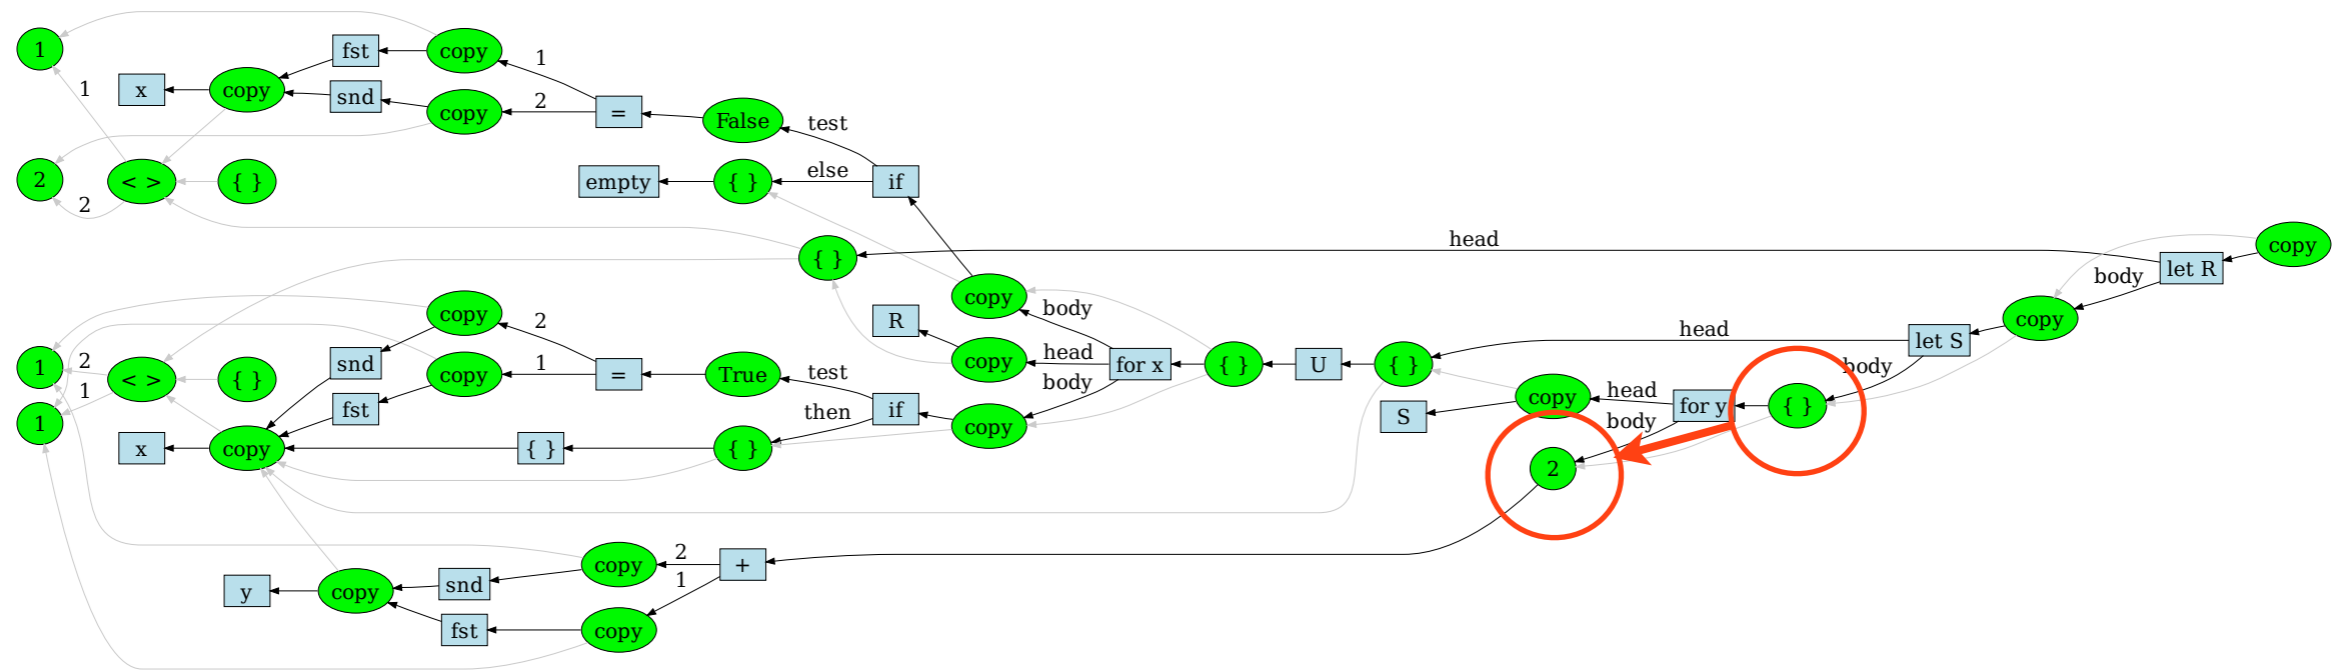 1
copy
fst
1
x
copy
1
snd
copy
2
=
False
test
2
< >
{ }
2
empty
{ }
else
if
{ }
head
let R
copy
body
copy
body
R
copy
head
for x
body
{ }
U
{ }
head
let S
copy
body
copy
2
1
2
< >
{ }
snd
copy
1
=
True
test
1
1
fst
then
if
copy
x
copy
{ }
{ }
S
copy
head
for y
{ }
body
2
copy
2
+
y
copy
snd
1
fst
copy